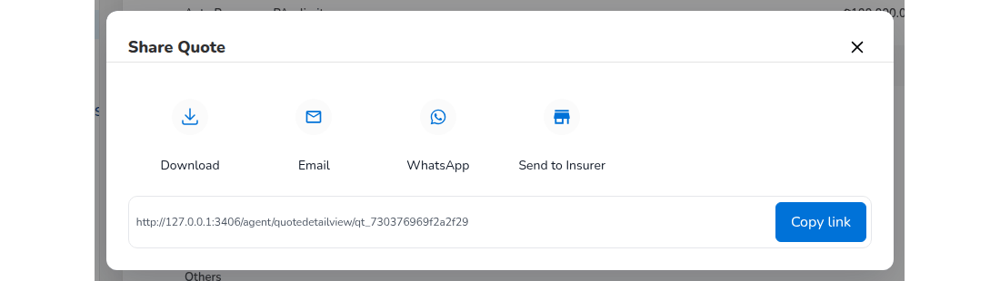 Share Quote
Download
Email
WhatsApp
Send to Insurer
http://127.0.0.1:3406/agent/quotedetailview/qt_730376969f2a2f29
Copy link
Others